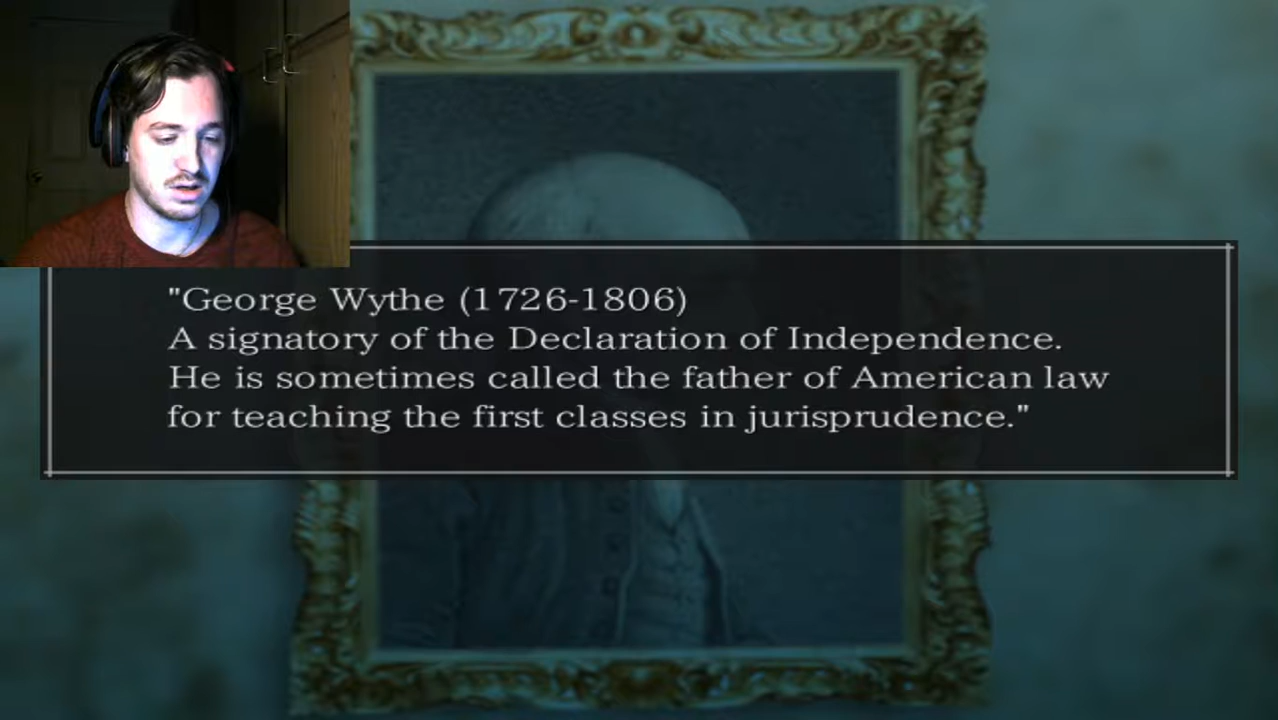 "George Wythe (1726-1806)
A signatory of the Declaration of Independence.
He is sometimes called the father of American law
for teaching the first classes in jurisprudence."